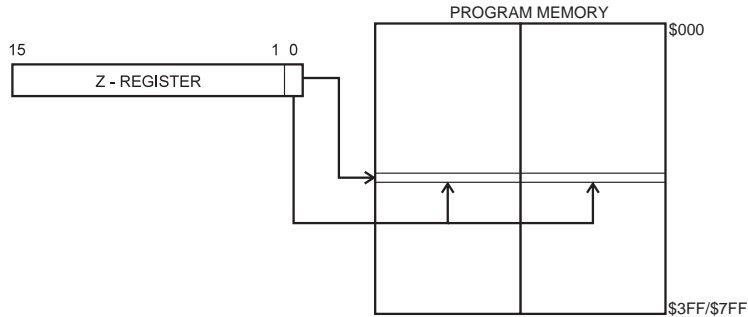 PROGRAM MEMORY
$000
15 1 0
Z - REGISTER
$3FF/$7FF